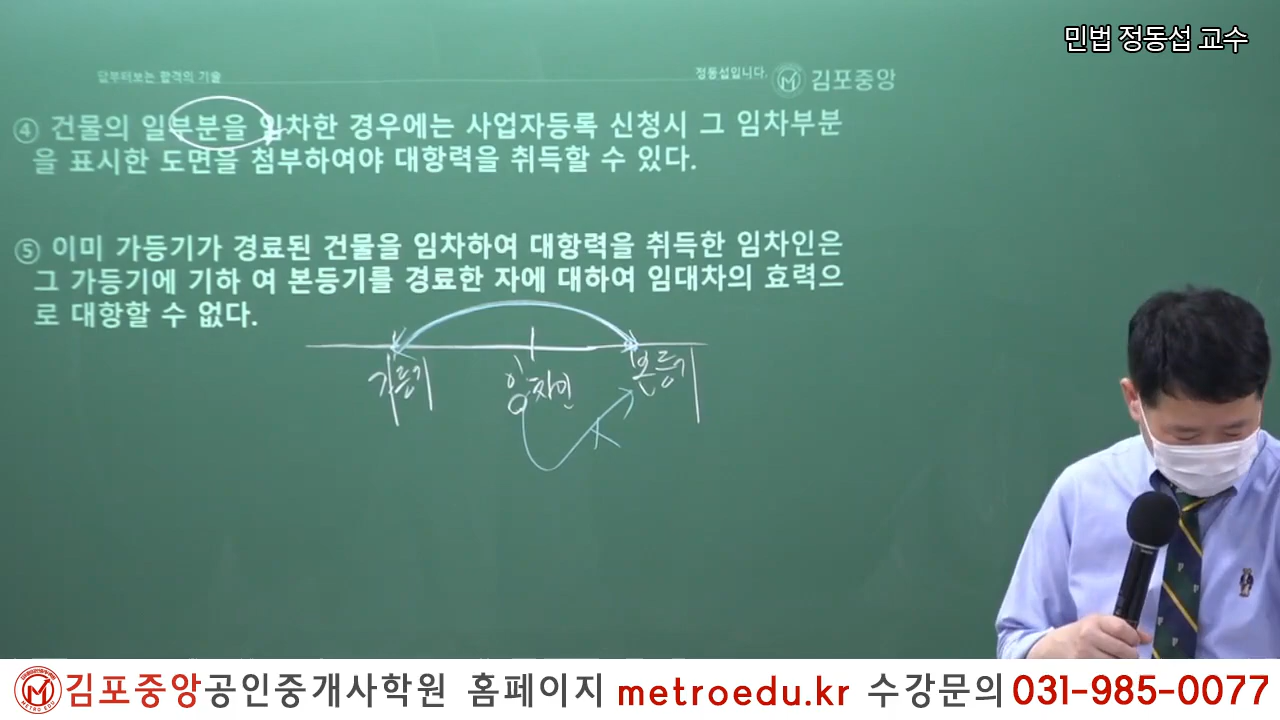 민법 정동섭 교수
답부터보는 합격의 기술
정동섭입니다.
김포중앙
④ 건물의 일부분을 임차한 경우에는 사업자등록 신청시 그 임차부분
을 표시한 도면을 첨부하여야 대항력을 취득할 수 있다.
⑤ 이미 가등기가 경료된 건물을 임차하여 대항력을 취득한 임차인은
그 가등기에 기하 여 본등기를 경료한 자에 대하여 임대차의 효력으
로 대항할 수 없다.
가등기
임차인
본등기
김포중앙공인중개사학원 홈페이지 metroedu.kr 수강문의 031-985-0077
METRO EDU